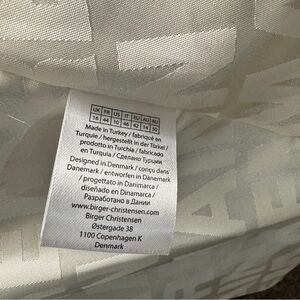 UK FR US IT EU AU RU
14 44 10 46 42 14 50
Made in Turkey / fabriqué en
Turquie / hergestellt in der Türkei /
prodotto in Turchia / fabricado
en Turquía / Сделано Турции
Designed in Denmark / conçu dans
Danemark / entworfen in Dänemark
/ progettato in Danimarca /
diseñado en Dinamarca /
Разработано в Дании
www.birger-christensen.com
Birger Christensen
Østergade 38
1100 Copenhagen K
Denmark